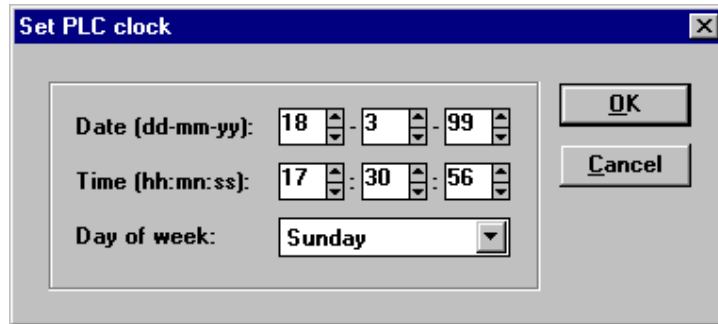 Set PLC clock
Date (dd-mm-yy): 18 - 3 - 99
OK
Time (hh:mn:ss): 17 : 30 : 56
Cancel
Day of week: Sunday